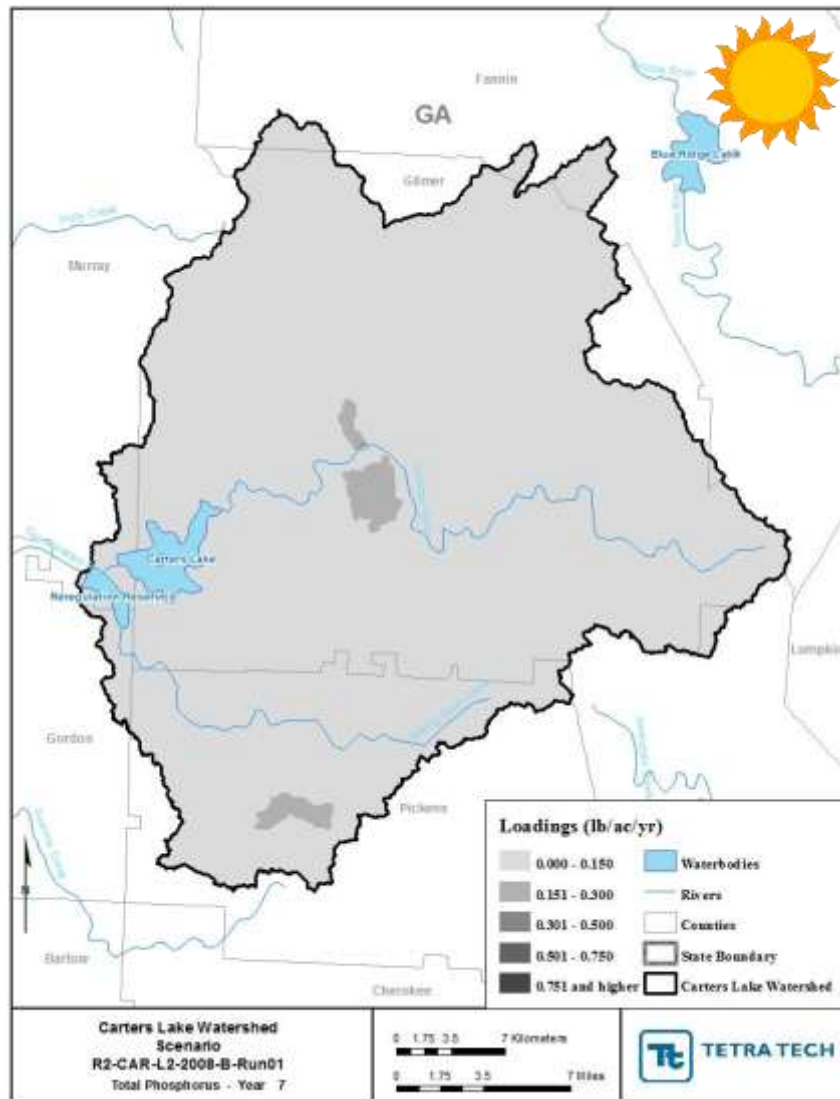 Fannin
GA
Blue Ridge Lake
Gilmer
Holly Creek
Murray
Carters Lake
Reregulation Reservoir
Lumpkin
Gordon
Pickens
Bartow
Cherokee
N
Loadings (lb/ac/yr)
0.000 - 0.150
0.151 - 0.300
0.301 - 0.500
0.501 - 0.750
0.751 and higher
Waterbodies
Rivers
Counties
State Boundary
Carters Lake Watershed
Carters Lake Watershed
Scenario
R2-CAR-L2-2008-B-Run01
Total Phosphorus - Year 7
0 1.75 3.5 7 Kilometers
0 1.75 3.5 7 Miles
Tt
TETRA TECH